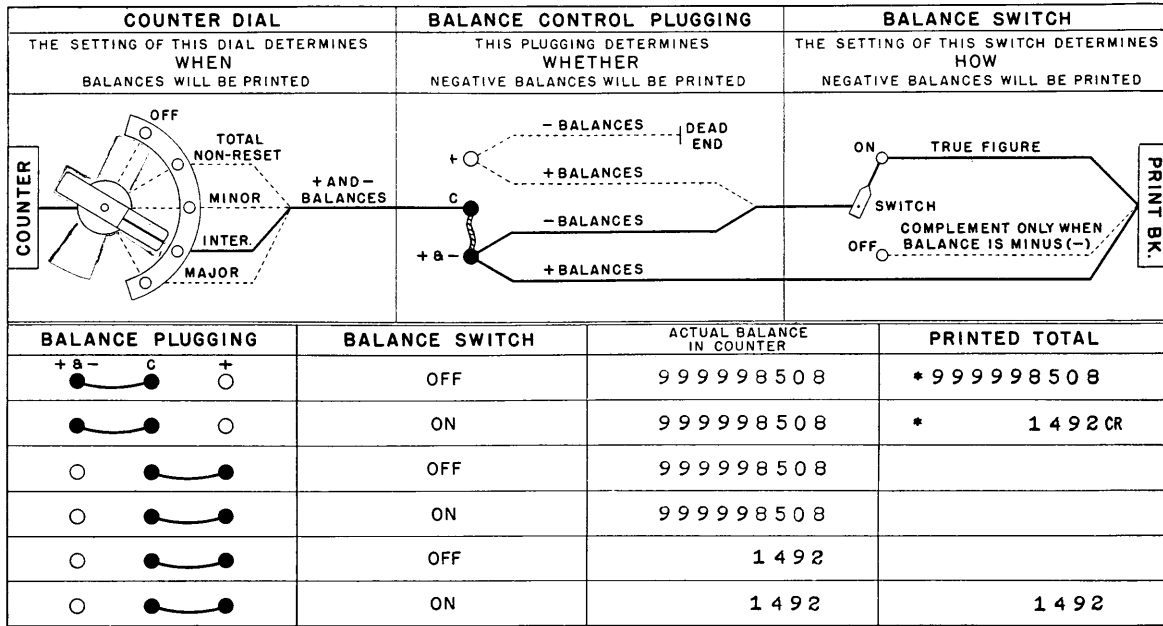 COUNTER DIAL
THE SETTING OF THIS DIAL DETERMINES
WHEN
BALANCES WILL BE PRINTED
BALANCE CONTROL PLUGGING
THIS PLUGGING DETERMINES
WHETHER
NEGATIVE BALANCES WILL BE PRINTED
BALANCE SWITCH
THE SETTING OF THIS SWITCH DETERMINES
HOW
NEGATIVE BALANCES WILL BE PRINTED
COUNTER
OFF
TOTAL
NON-RESET
MINOR
INTER.
MAJOR
+ AND -
BALANCES
+
C
+ & -
- BALANCES
DEAD
END
+ BALANCES
- BALANCES
+ BALANCES
ON
TRUE FIGURE
SWITCH
OFF
COMPLEMENT ONLY WHEN
BALANCE IS MINUS (-)
PRINT BK.
BALANCE PLUGGING BALANCE SWITCH ACTUAL BALANCE
IN COUNTER PRINTED TOTAL
+ & - C +
OFF 999998508 *999998508
ON 999998508 * 1492 CR
OFF 999998508
ON 999998508
OFF 1492
ON 1492 1492